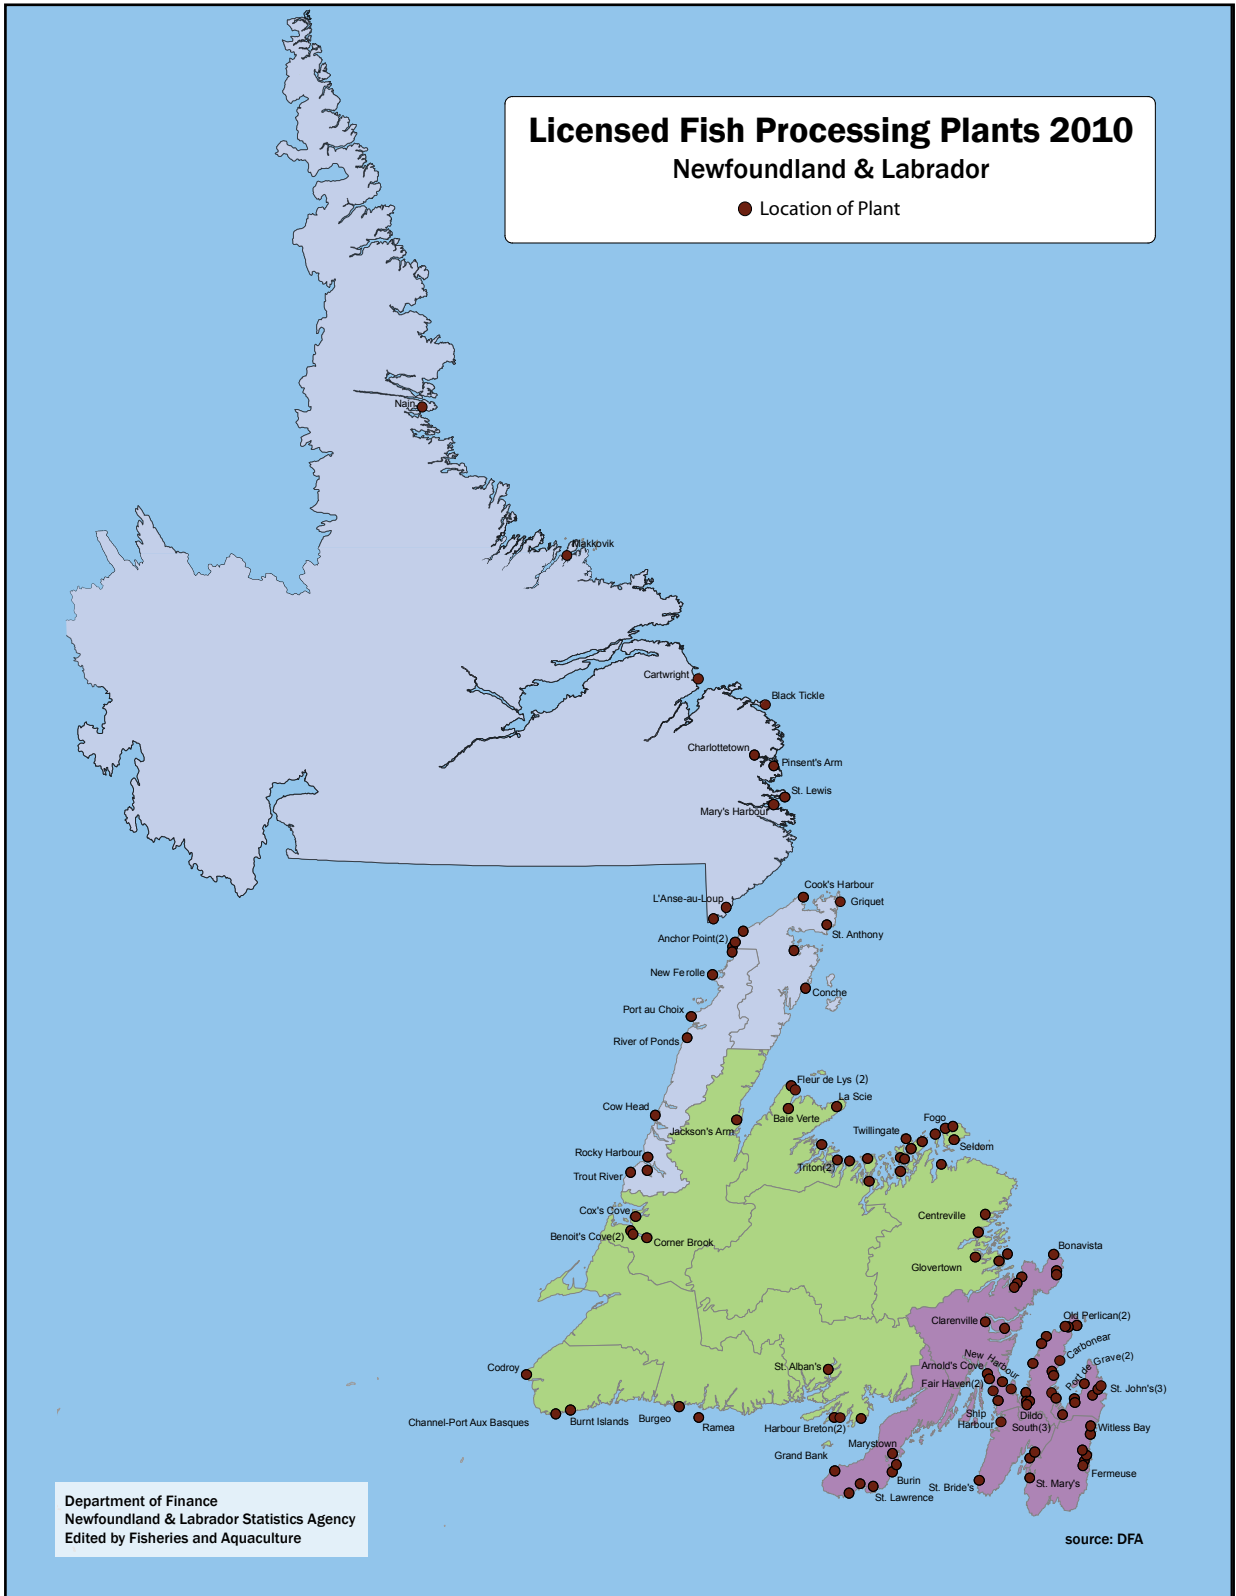 Licensed Fish Processing Plants 2010
Newfoundland & Labrador
Location of Plant
Nain
Makkovik
Cartwright
Black Tickle
Charlottetown
Pinsent's Arm
St. Lewis
Mary's Harbour
Cook's Harbour
L'Anse-au-Loup
Griquet
Anchor Point(2)
St. Anthony
New Ferolle
Conche
Port au Choix
River of Ponds
Fleur de Lys (2)
La Scie
Cow Head
Baie Verte
Fogo
Jackson's Arm
Twillingate
Seldom
Rocky Harbour
Triton(2)
Trout River
Cox's Cove
Centreville
Benoit's Cove(2)
Corner Brook
Bonavista
Glovertown
Old Perlican(2)
Clarenville
Carbonear
New Harbour
Port de Grave(2)
Codroy
St. Alban's
Arnold's Cove
Fair Haven(2)
St. John's(3)
Channel-Port Aux Basques
Burnt Islands
Burgeo
Ramea
Harbour Breton(2)
Ship
Harbour
Dildo
South(3)
Witless Bay
Marystown
Grand Bank
Burin
St. Bride's
St. Mary's
Fermeuse
St. Lawrence
Department of Finance
Newfoundland & Labrador Statistics Agency
Edited by Fisheries and Aquaculture
source: DFA